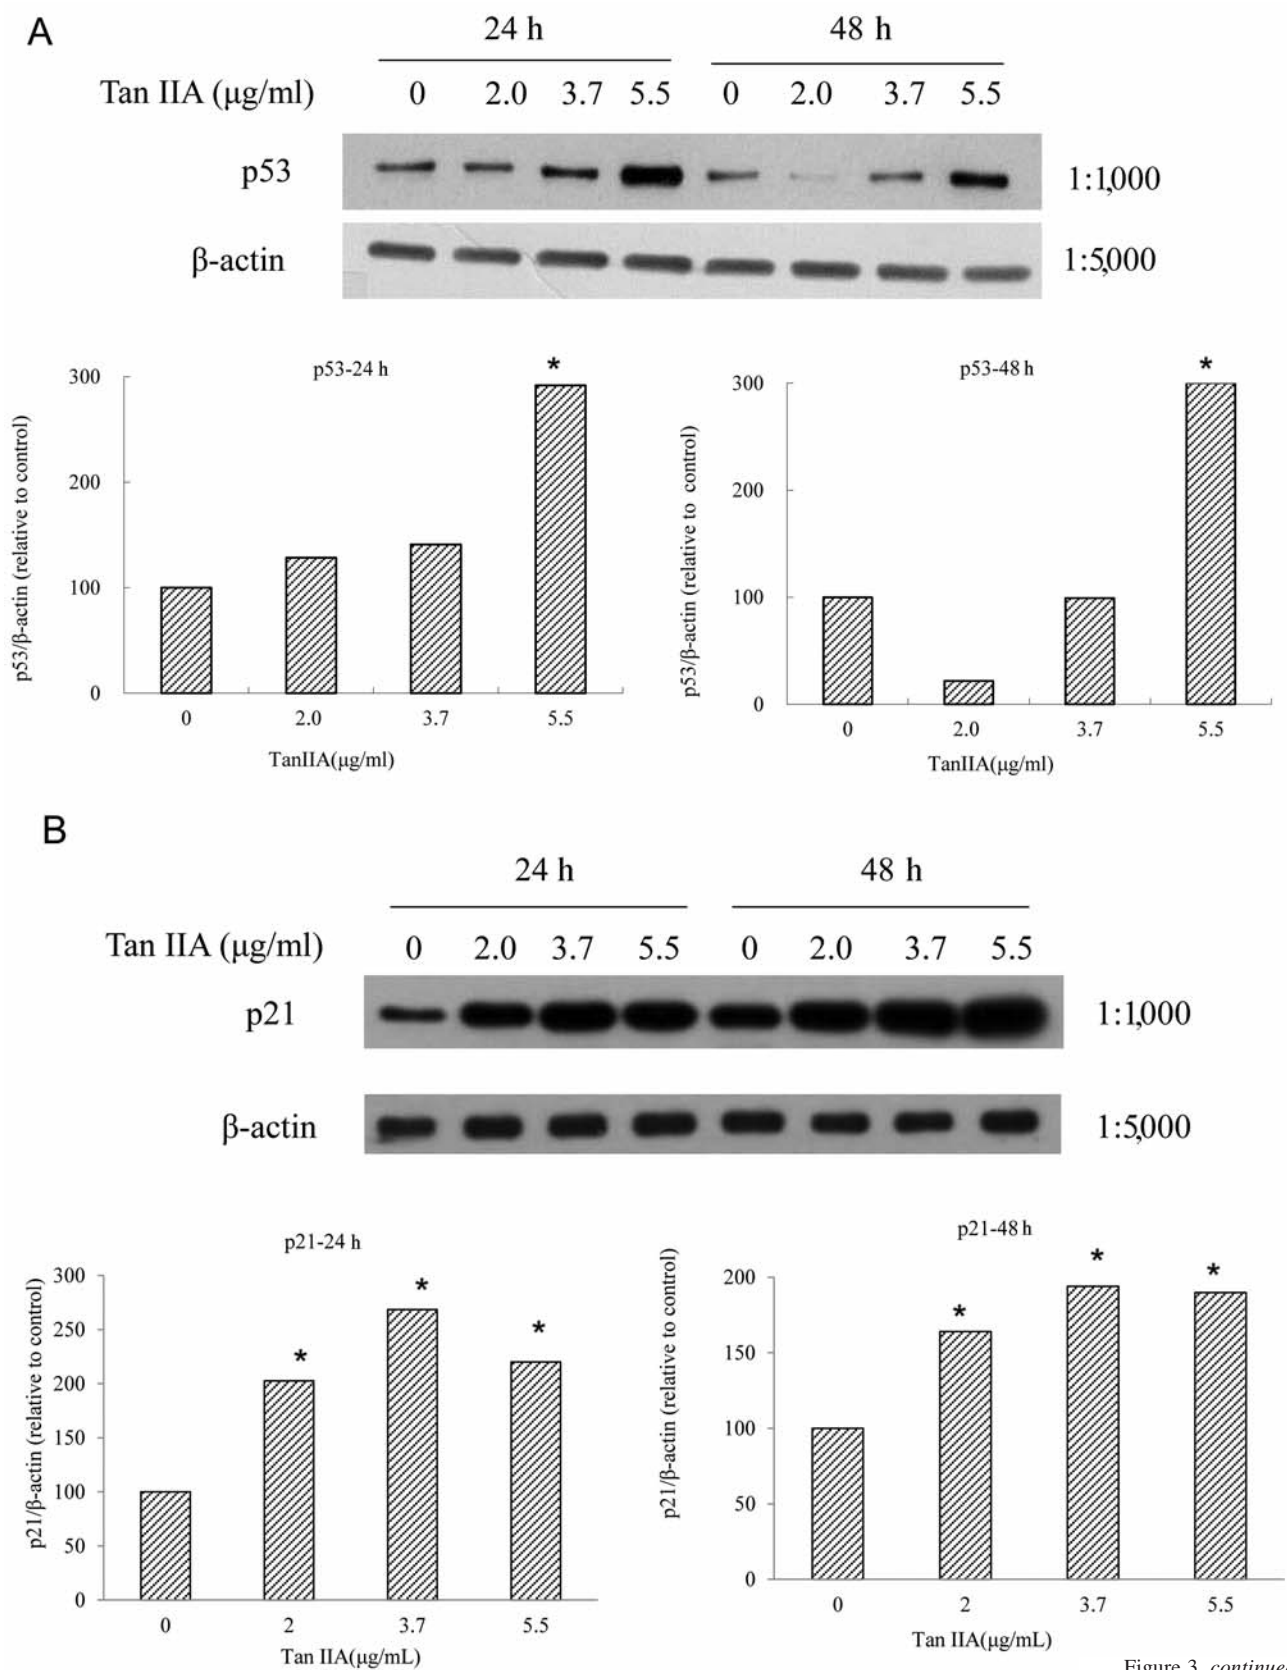 A
24 h 48 h
Tan IIA (μg/ml) 0 2.0 3.7 5.5 0 2.0 3.7 5.5
p53 1:1,000
β-actin 1:5,000
p53-24 h
*
p53/β-actin (relative to control)
300
200
100
0
0 2.0 3.7 5.5
TanIIA(μg/ml)
p53-48 h
*
p53/β-actin (relative to control)
300
200
100
0
0 2.0 3.7 5.5
TanIIA(μg/ml)
B
24 h 48 h
Tan IIA (μg/ml) 0 2.0 3.7 5.5 0 2.0 3.7 5.5
p21 1:1,000
β-actin 1:5,000
p21-24 h
* * *
p21/β-actin (relative to control)
300
250
200
150
100
50
0
0 2 3.7 5.5
Tan IIA(μg/mL)
p21-48 h
* * *
p21/β-actin (relative to control)
200
150
100
50
0
0 2 3.7 5.5
Tan IIA(μg/mL)
Figure 3.